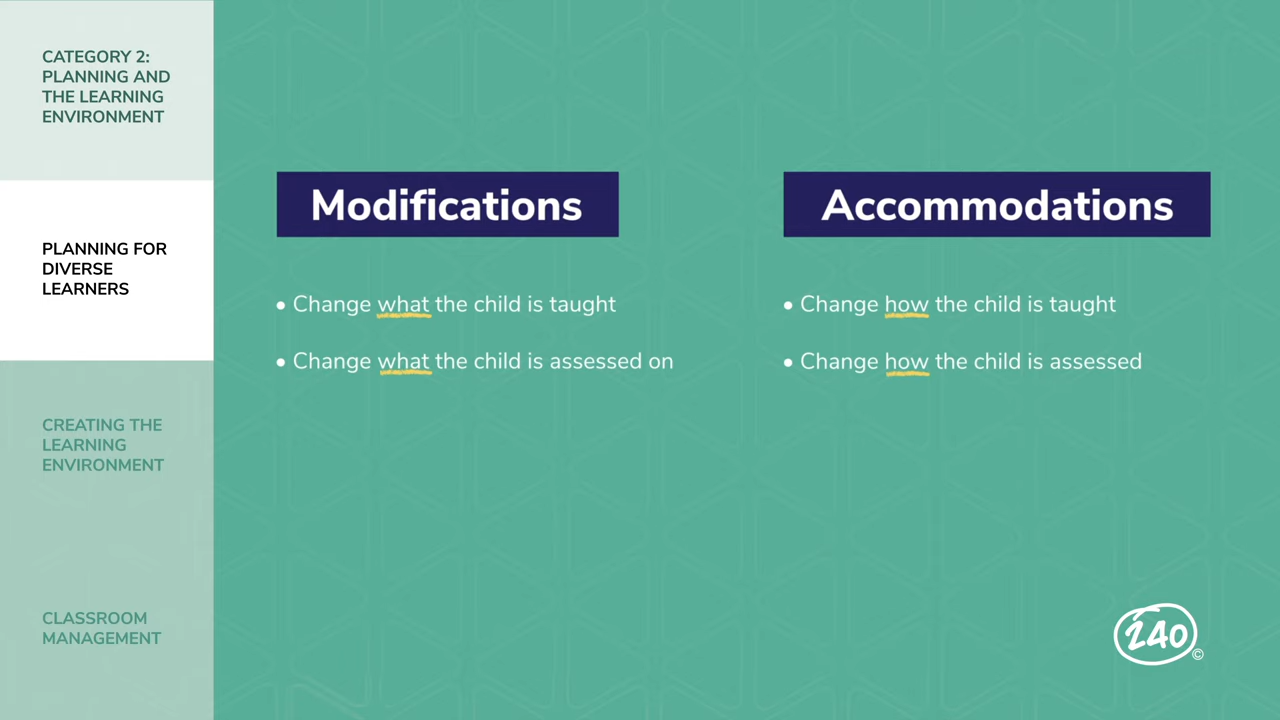 CATEGORY 2:
PLANNING AND
THE LEARNING
ENVIRONMENT
PLANNING FOR
DIVERSE
LEARNERS
CREATING THE
LEARNING
ENVIRONMENT
CLASSROOM
MANAGEMENT
Modifications
• Change what the child is taught
• Change what the child is assessed on
Accommodations
• Change how the child is taught
• Change how the child is assessed
240
©